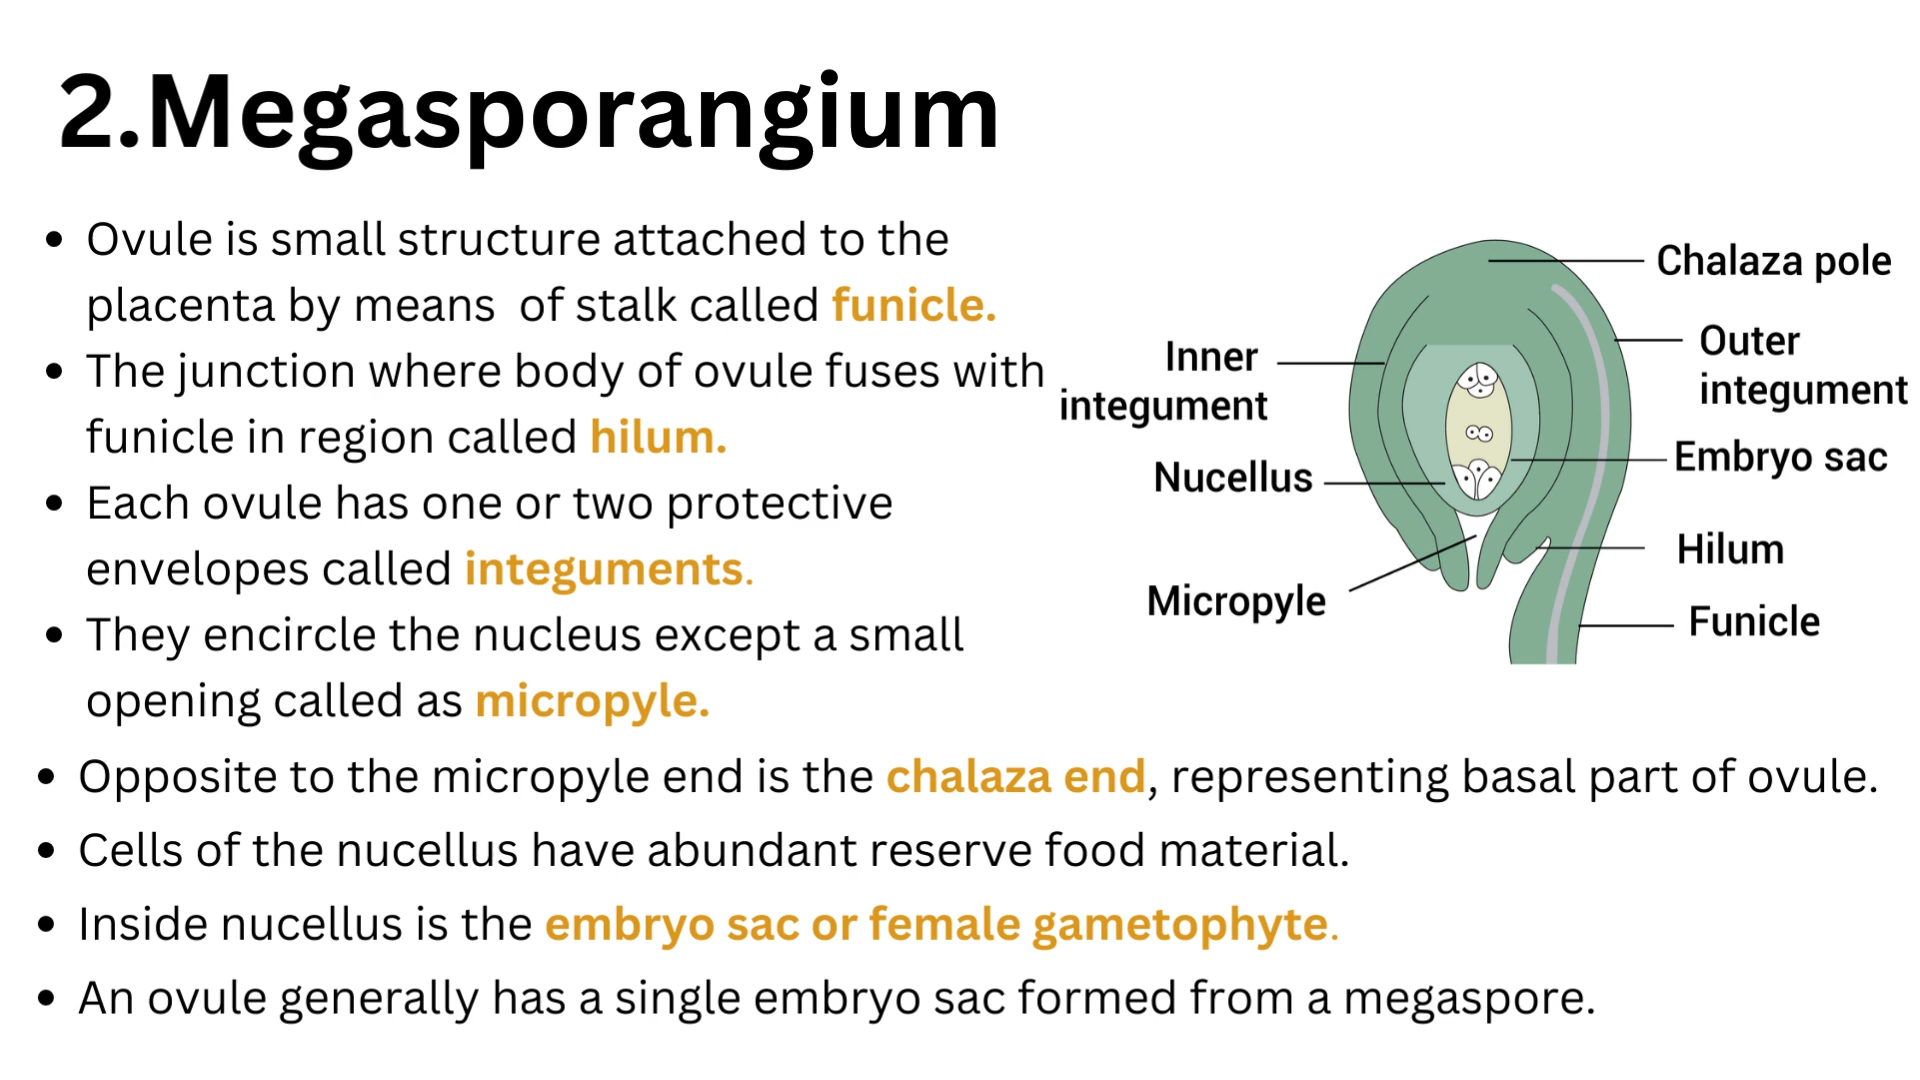 2.Megasporangium
• Ovule is small structure attached to the
placenta by means  of stalk called funicle.
• The junction where body of ovule fuses with
funicle in region called hilum.
• Each ovule has one or two protective
envelopes called integuments.
• They encircle the nucleus except a small
opening called as micropyle.
• Opposite to the micropyle end is the chalaza end, representing basal part of ovule.
• Cells of the nucellus have abundant reserve food material.
• Inside nucellus is the embryo sac or female gametophyte.
• An ovule generally has a single embryo sac formed from a megaspore.
Chalaza pole
Outer
integument
Inner
integument
Embryo sac
Nucellus
Hilum
Micropyle
Funicle